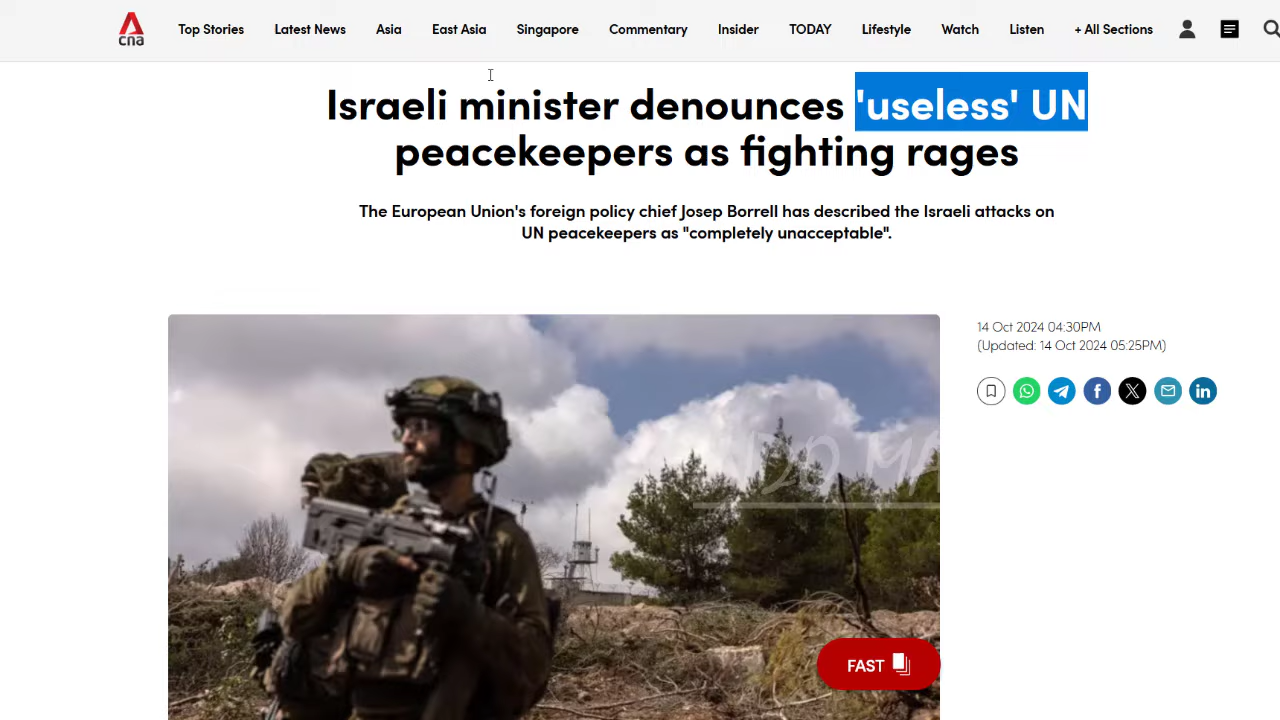 cna
Top Stories
Latest News
Asia
East Asia
Singapore
Commentary
Insider
TODAY
Lifestyle
Watch
Listen
+ All Sections
Israeli minister denounces 'useless' UN
peacekeepers as fighting rages
The European Union's foreign policy chief Josep Borrell has described the Israeli attacks on
UN peacekeepers as "completely unacceptable".
14 Oct 2024 04:30PM
(Updated: 14 Oct 2024 05:25PM)
FAST